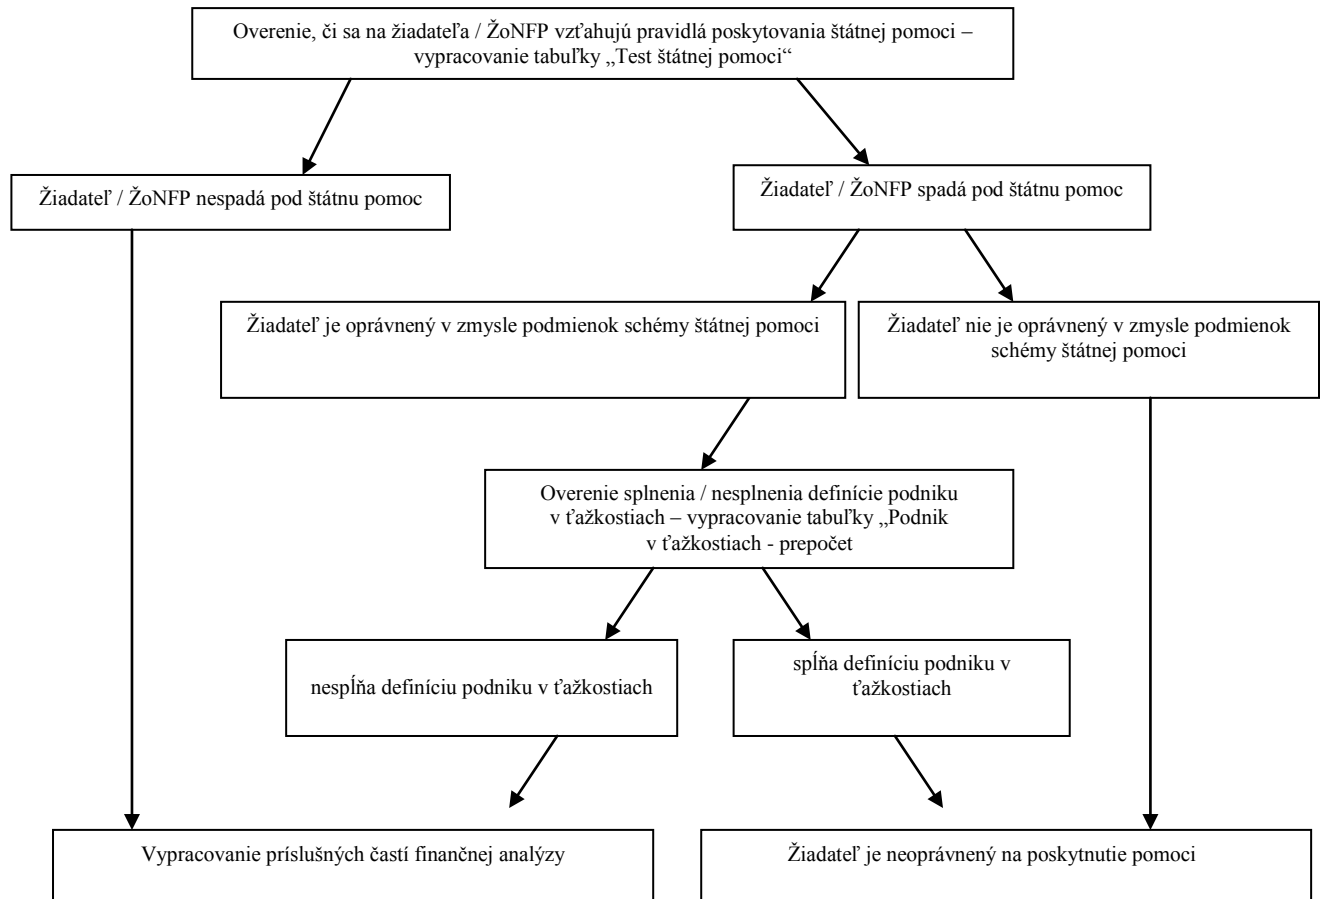 Overenie, či sa na žiadateľa / ŽoNFP vzťahujú pravidlá poskytovania štátnej pomoci –
vypracovanie tabuľky „Test štátnej pomoci“
Žiadateľ / ŽoNFP nespadá pod štátnu pomoc
Žiadateľ / ŽoNFP spadá pod štátnu pomoc
Žiadateľ je oprávnený v zmysle podmienok schémy štátnej pomoci
Žiadateľ nie je oprávnený v zmysle podmienok
schémy štátnej pomoci
Overenie splnenia / nesplnenia definície podniku
v ťažkostiach – vypracovanie tabuľky „Podnik
v ťažkostiach - prepočet
nespĺňa definíciu podniku v ťažkostiach
spĺňa definíciu podniku v
ťažkostiach
Vypracovanie príslušných častí finančnej analýzy
Žiadateľ je neoprávnený na poskytnutie pomoci